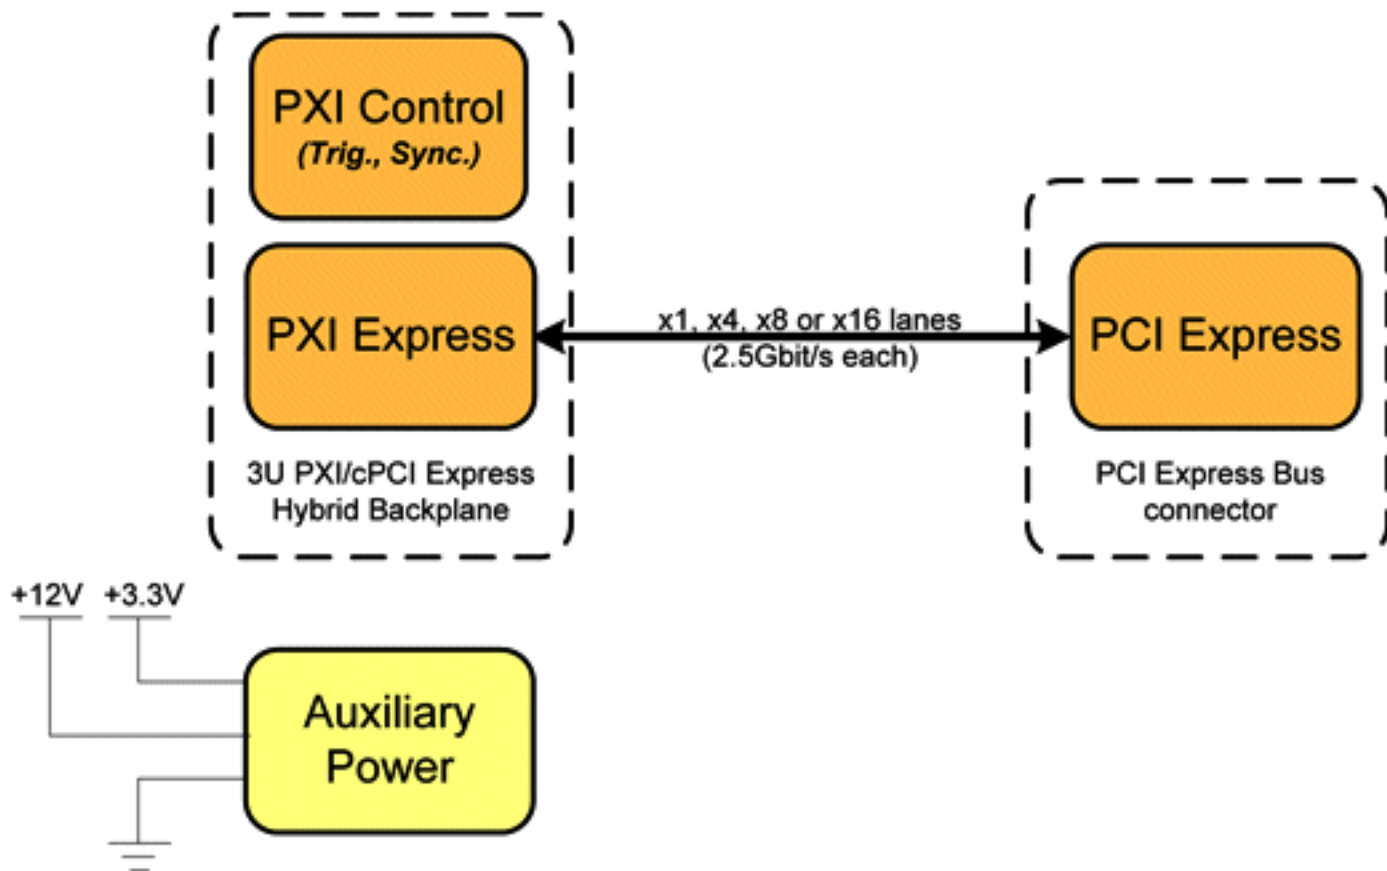 PXI Control
(Trig., Sync.)
PXI Express
x1, x4, x8 or x16 lanes
(2.5Gbit/s each)
PCI Express
3U PXI/cPCI Express
Hybrid Backplane
PCI Express Bus
connector
+12V +3.3V
Auxiliary
Power